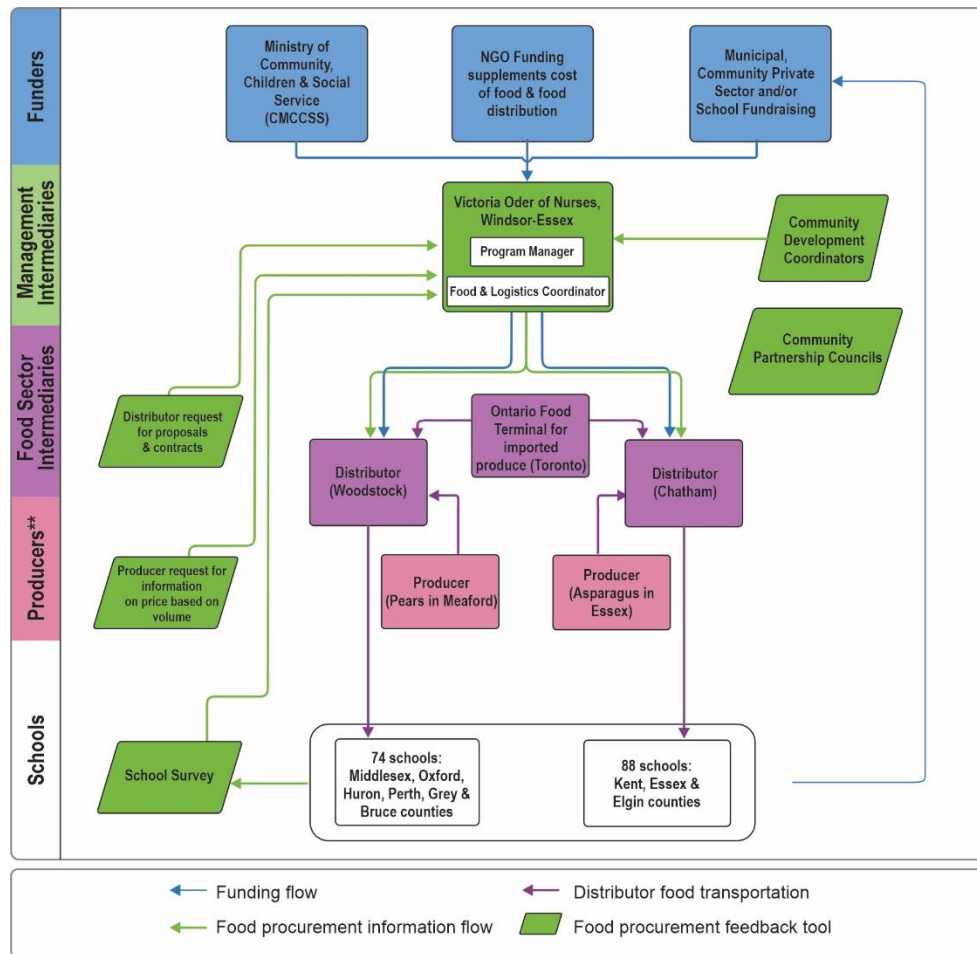 Funders
Ministry of
Community,
Children & Social
Service
(CMCCSS)
NGO Funding
supplements cost
of food & food
distribution
Municipal,
Community Private
Sector and/or
School Fundraising
Management
Intermediaries
Victoria Oder of Nurses,
Windsor-Essex
Program Manager
Food & Logistics Coordinator
Community
Development
Coordinators
Community
Partnership Councils
Food Sector
Intermediaries
Distributor request
for proposals
& contracts
Distributor
(Woodstock)
Ontario Food
Terminal for
imported
produce (Toronto)
Distributor
(Chatham)
Producers**
Producer request for
information
on price based on
volume
Producer
(Pears in Meaford)
Producer
(Asparagus in
Essex)
Schools
School Survey
74 schools:
Middlesex, Oxford,
Huron, Perth, Grey &
Bruce counties
88 schools:
Kent, Essex &
Elgin counties
Funding flow
Distributor food transportation
Food procurement information flow
Food procurement feedback tool